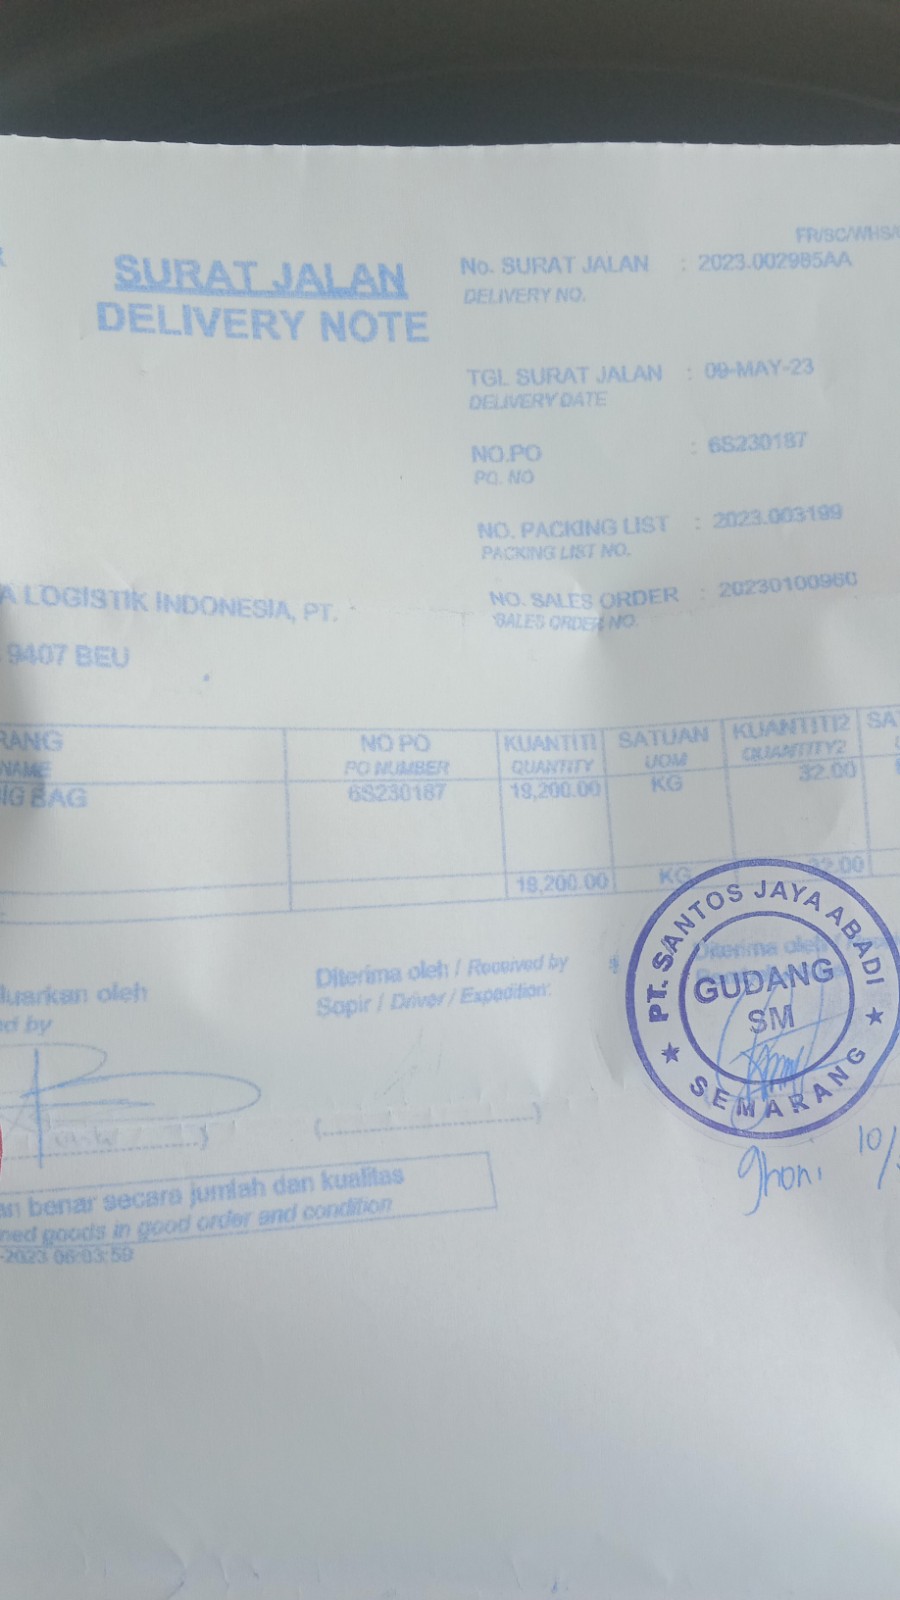 FR/SC/WHS/
SURAT JALAN
DELIVERY NOTE
No. SURAT JALAN : 2023.002985AA
DELIVERY NO.
TGL SURAT JALAN : 09-MAY-23
DELIVERY DATE
NO.PO : 6S230187
PO. NO
NO. PACKING LIST : 2023.003199
PACKING LIST NO.
A LOGISTIK INDONESIA, PT.
NO. SALES ORDER : 20230100960
SALES ORDER NO.
9407 BEU
RANG NO PO KUANTITI SATUAN KUANTITI2 SAT
NAME PO NUMBER QUANTITY UOM QUANTITY2
IG BAG 6S230187 19,200.00 KG 32.00
19,200.00 KG 32.00
luarkan oleh
ed by
Diterima oleh / Received by
Sopir / Driver / Expedition:
(........................)
Diterima oleh /
PT. SANTOS JAYA ABADI
GUDANG
SM
★ SEMARANG ★
Jhoni 10/
an benar secara jumlah dan kualitas
ned goods in good order and condition
-2023 06:03:59